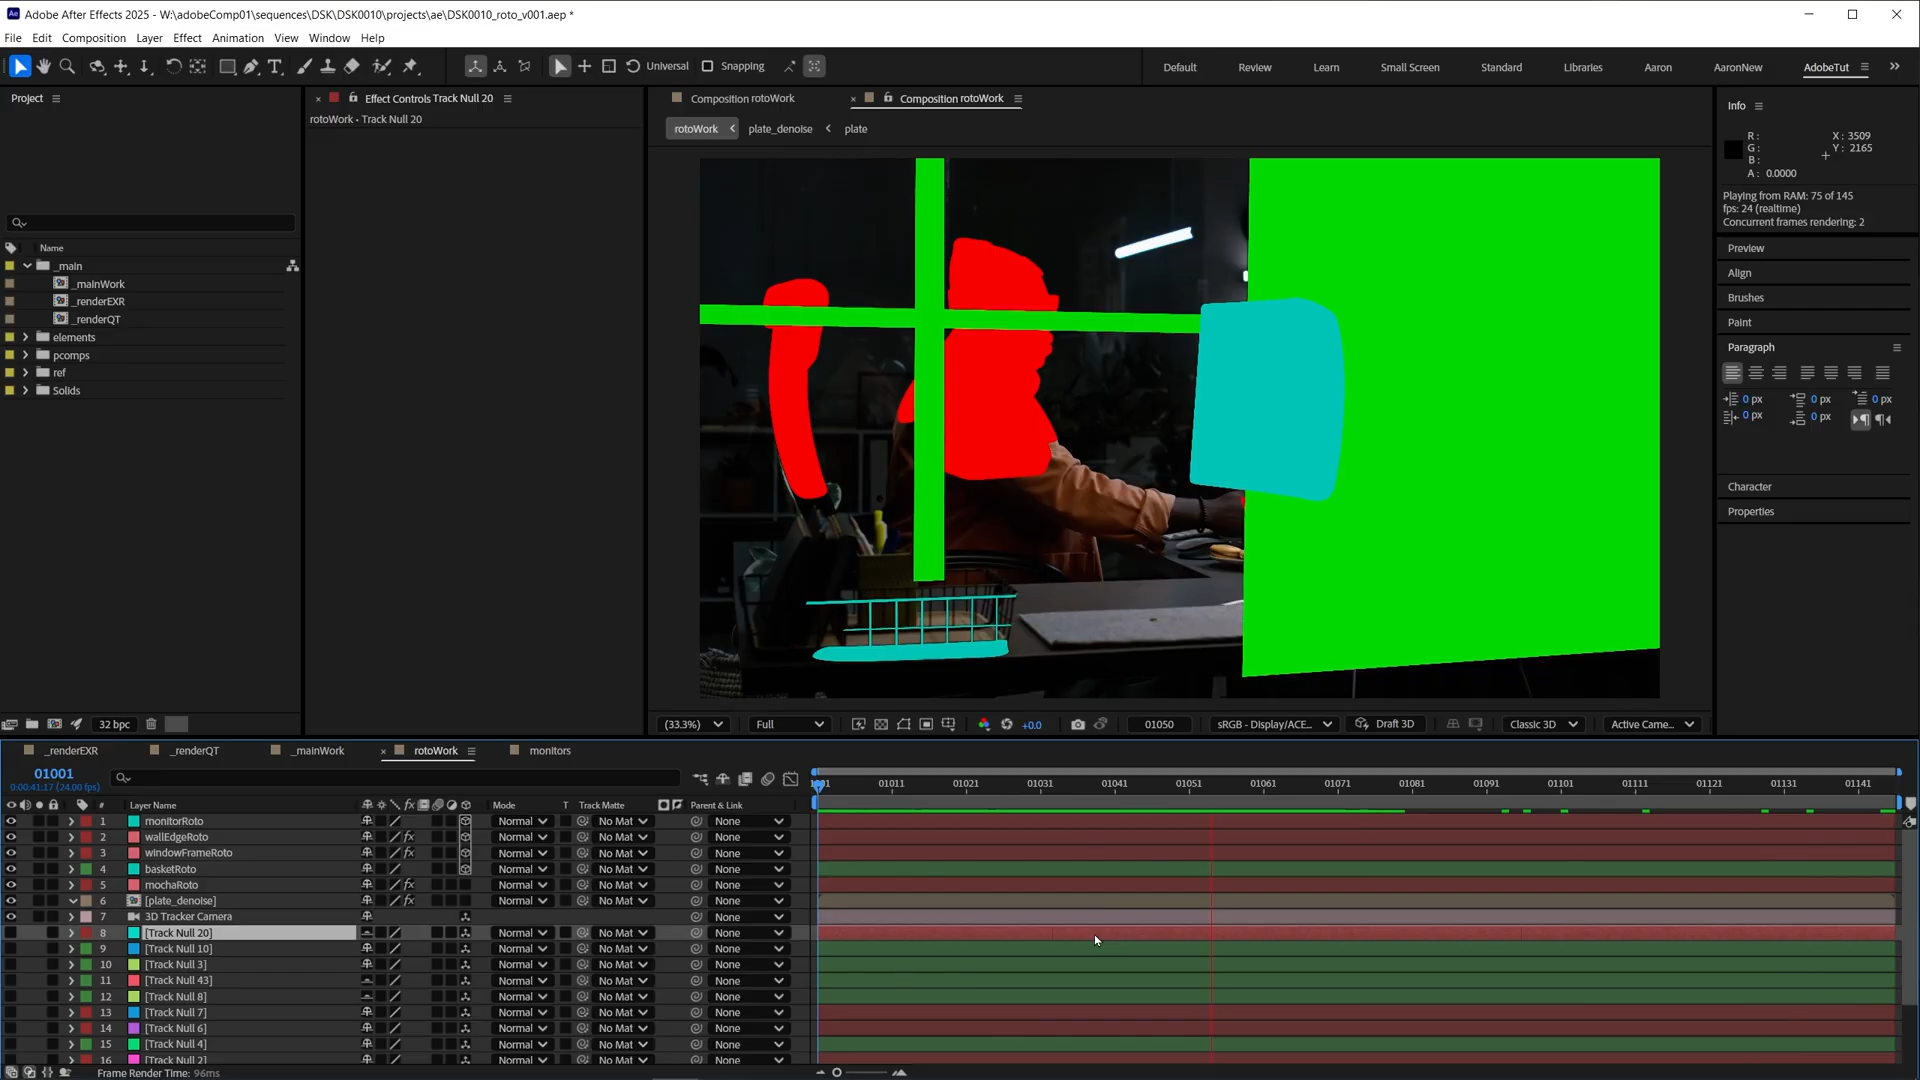 Adobe After Effects 2025 - W:\adobeComp01\sequences\DSK\DSK0010\projects\ae\DSK0010_roto_v001.aep *
File Edit Composition Layer Effect Animation View Window Help
Universal Snapping Default Review Learn Small Screen Standard Libraries Aaron AaronNew AdobeTut
Project
Effect Controls Track Null 20
rotoWork • Track Null 20
Composition rotoWork Composition rotoWork
rotoWork plate_denoise plate
Info
R: X: 3509
G: Y: 2165
B:
A: 0.0000
Playing from RAM: 75 of 145
fps: 24 (realtime)
Concurrent frames rendering: 2
Preview
Align
Brushes
Paint
Paragraph
0 px 0 px 0 px
0 px 0 px
Character
Properties
Name
_main
_mainWork
_renderEXR
_renderQT
elements
pcomps
ref
Solids
32 bpc
(33.3%) Full +0.0 01050 sRGB - Display/ACE... Draft 3D Classic 3D Active Came...
_renderEXR _renderQT _mainWork rotoWork monitors
01001
0:00:41:17 (24.00 fps)
01011 01021 01031 01041 01051 01061 01071 01081 01091 01101 01111 01121 01131 01141
# Layer Name fx Mode T Track Matte Parent & Link
1 monitorRoto Normal No Mat None
2 wallEdgeRoto fx Normal No Mat None
3 windowFrameRoto fx Normal No Mat None
4 basketRoto Normal No Mat None
5 mochaRoto fx Normal No Mat None
6 [plate_denoise] fx Normal No Mat None
7 3D Tracker Camera None
8 [Track Null 20] Normal No Mat None
9 [Track Null 10] Normal No Mat None
10 [Track Null 3] Normal No Mat None
11 [Track Null 43] Normal No Mat None
12 [Track Null 8] Normal No Mat None
13 [Track Null 7] Normal No Mat None
14 [Track Null 6] Normal No Mat None
15 [Track Null 4] Normal No Mat None
16 [Track Null 2] Normal No Mat None
Frame Render Time: 96ms